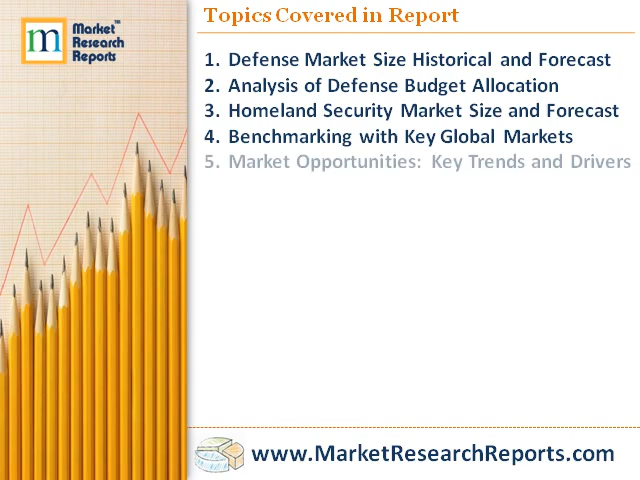 Topics Covered in Report
m
Market™
Research
Reports
1. Defense Market Size Historical and Forecast
2. Analysis of Defense Budget Allocation
3. Homeland Security Market Size and Forecast
4. Benchmarking with Key Global Markets
5. Market Opportunities: Key Trends and Drivers
www.MarketResearchReports.com